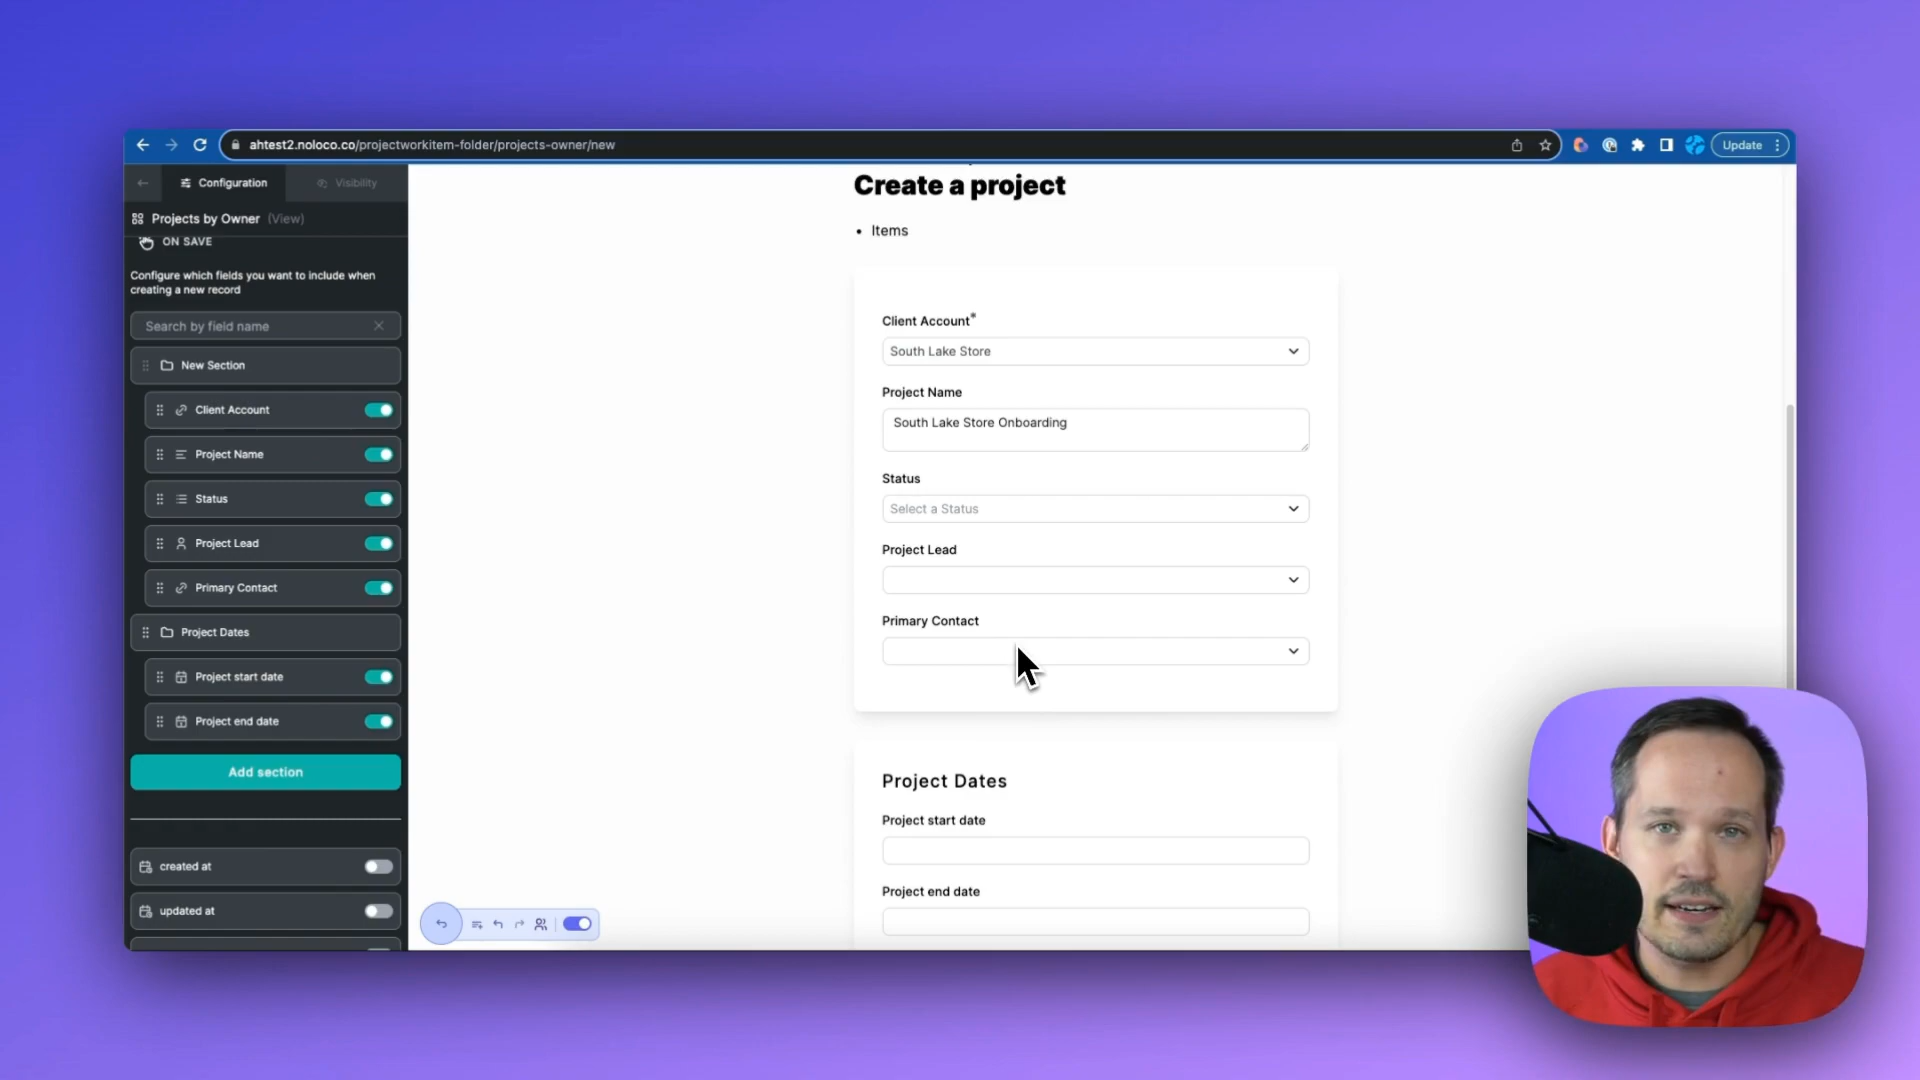 ahtest2.noloco.co/projectworkitem-folder/projects-owner/new
Update
Configuration
Visibility
Projects by Owner (View)
ON SAVE
Configure which fields you want to include when
creating a new record
Search by field name
New Section
Client Account
Project Name
Status
Project Lead
Primary Contact
Project Dates
Project start date
Project end date
Add section
created at
updated at
Create a project
• Items
Client Account*
South Lake Store
Project Name
South Lake Store Onboarding
Status
Select a Status
Project Lead
Primary Contact
Project Dates
Project start date
Project end date